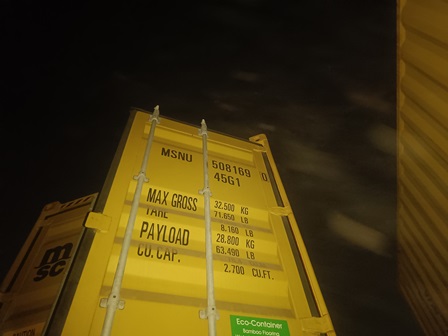 MSNU 508169 0
45G1
MAX GROSS 32.500 KG
71.650 LB
TARE
8.160 LB
PAYLOAD 28.800 KG
63.490 LB
CU.CAP.
2.700 CU.FT.
Eco-Container
Bamboo Flooring
msc